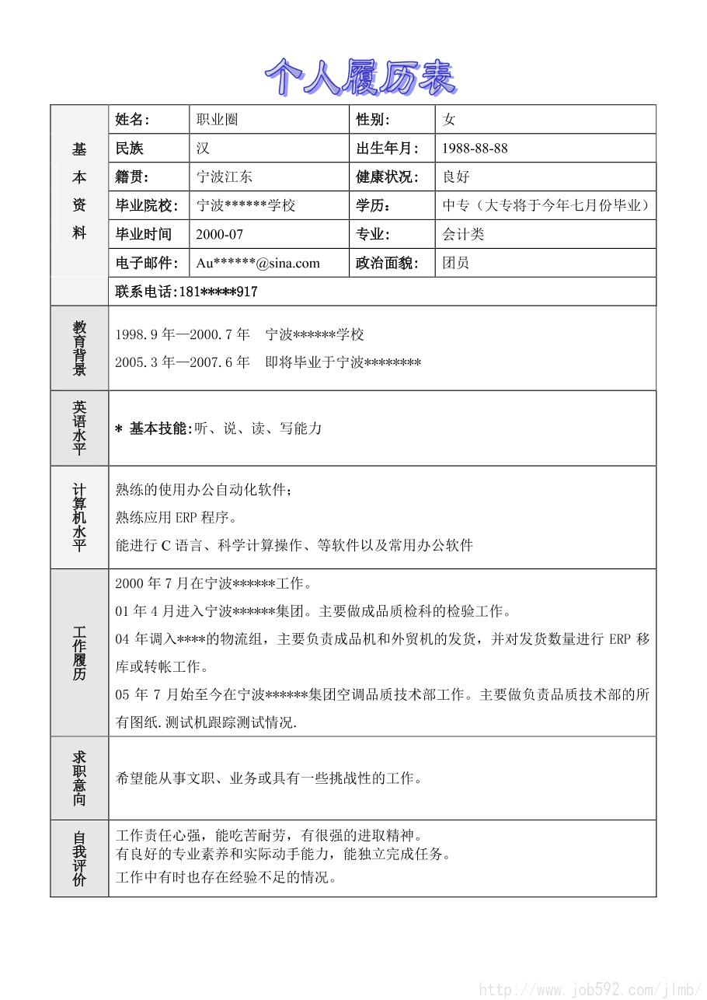 个人履历表
基本资料
姓名: 职业圈 性别: 女
民族 汉 出生年月: 1988-88-88
籍贯: 宁波江东 健康状况: 良好
毕业院校: 宁波******学校 学历: 中专（大专将于今年七月份毕业）
毕业时间 2000-07 专业: 会计类
电子邮件: Au******@sina.com 政治面貌: 团员
联系电话:181*****917
教育背景
1998.9 年—2000.7 年 宁波******学校
2005.3 年—2007.6 年 即将毕业于宁波********
英语水平
* 基本技能:听、说、读、写能力
计算机水平
熟练的使用办公自动化软件;
熟练应用 ERP 程序。
能进行 C 语言、科学计算操作、等软件以及常用办公软件
工作履历
2000 年 7 月在宁波******工作。
01 年 4 月进入宁波******集团。主要做成品质检科的检验工作。
04 年调入****的物流组，主要负责成品机和外贸机的发货，并对发货数量进行 ERP 移
库或转帐工作。
05 年 7 月始至今在宁波******集团空调品质技术部工作。主要做负责品质技术部的所
有图纸.测试机跟踪测试情况.
求职意向
希望能从事文职、业务或具有一些挑战性的工作。
自我评价
工作责任心强，能吃苦耐劳，有很强的进取精神。
有良好的专业素养和实际动手能力，能独立完成任务。
工作中有时也存在经验不足的情况。
http://www.job592.com/jlmb/